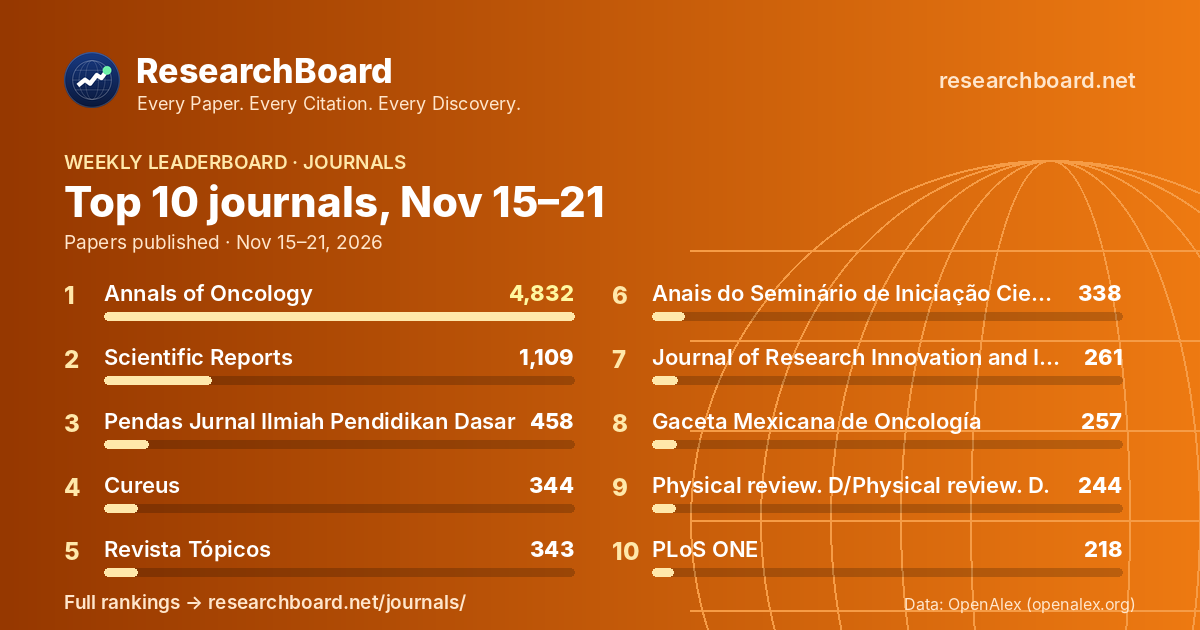 ResearchBoard
Every Paper. Every Citation. Every Discovery.
researchboard.net
WEEKLY LEADERBOARD · JOURNALS
Top 10 journals, Nov 15–21
Papers published · Nov 15–21, 2026
1 Annals of Oncology 4,832
2 Scientific Reports 1,109
3 Pendas Jurnal Ilmiah Pendidikan Dasar 458
4 Cureus 344
5 Revista Tópicos 343
6 Anais do Seminário de Iniciação Cie... 338
7 Journal of Research Innovation and I... 261
8 Gaceta Mexicana de Oncología 257
9 Physical review. D/Physical review. D. 244
10 PLoS ONE 218
Full rankings → researchboard.net/journals/
Data: OpenAlex (openalex.org)